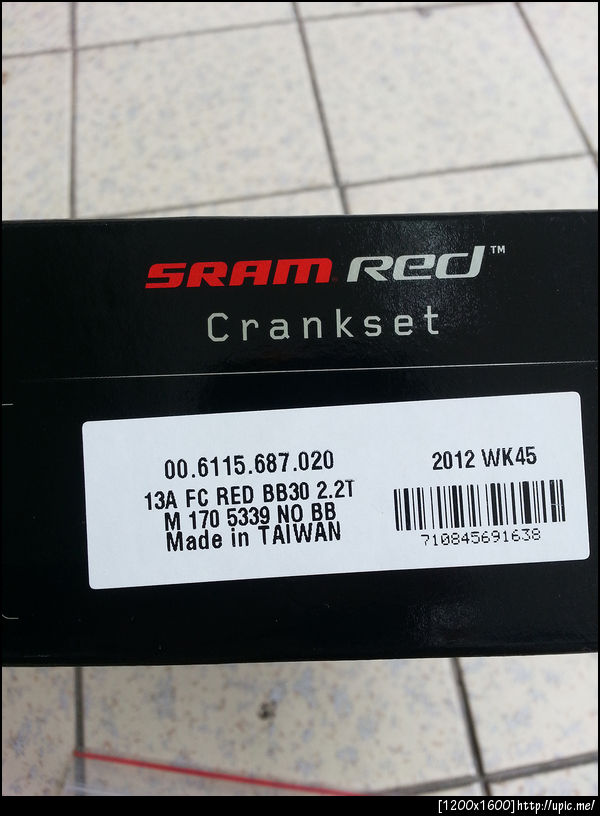 SRAM RED™
Crankset
00.6115.687.020
13A FC RED BB30 2.2T
M 170 5339 NO BB
Made in TAIWAN
2012 WK45
710845691638
[1200x1600]http://upic.me/